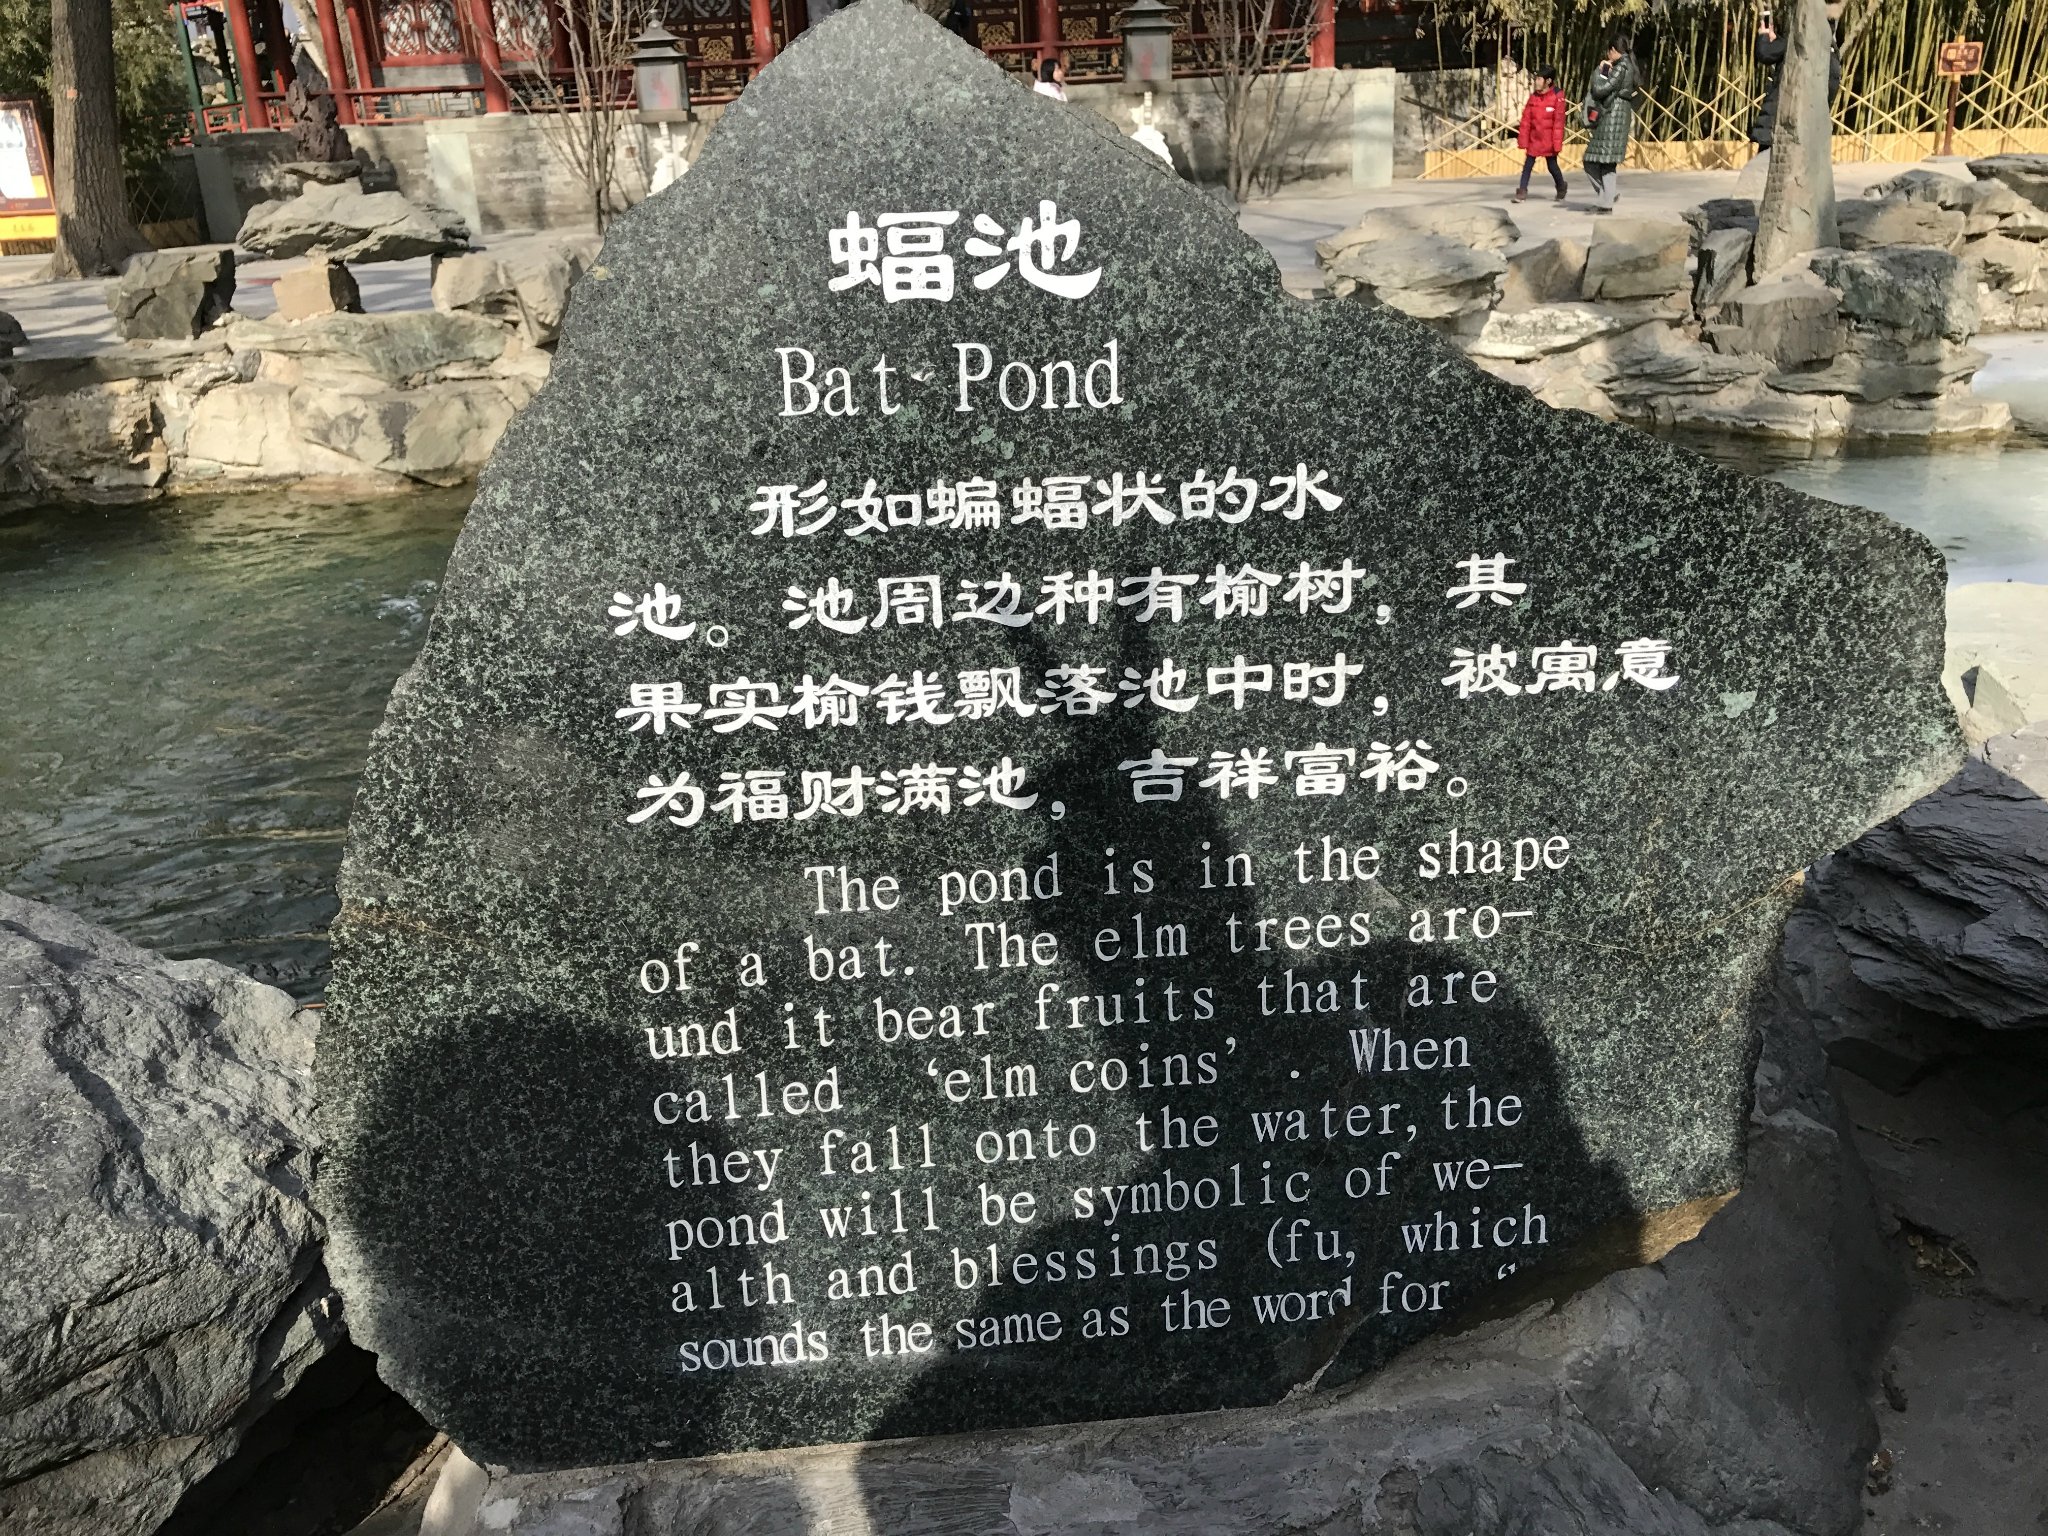 蝠池
Bat Pond
形如蝙蝠状的水
池。池周边种有榆树，其
果实榆钱飘落池中时，被寓意
为福财满池，吉祥富裕。
The pond is in the shape
of a bat. The elm trees aro-
und it bear fruits that are
called ‘elm coins’. When
they fall onto the water, the
pond will be symbolic of we-
alth and blessings (fu, which
sounds the same as the word for “